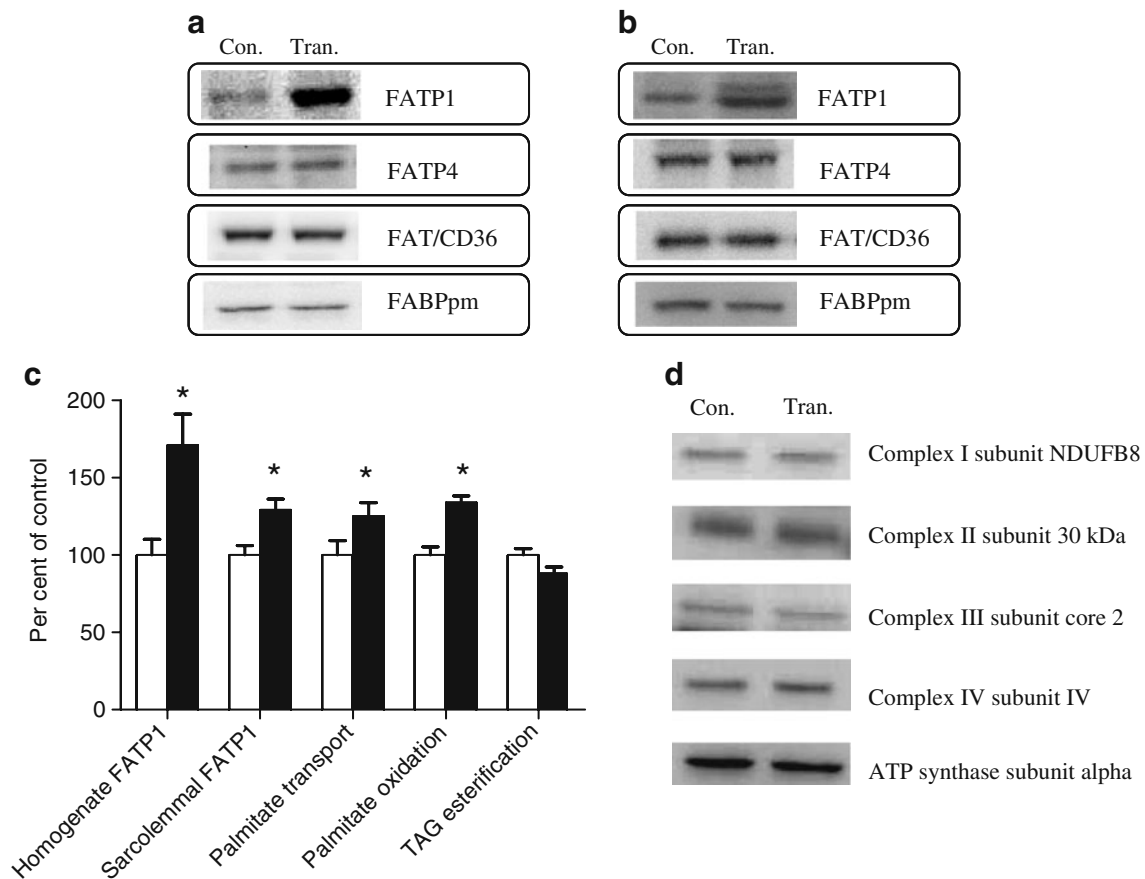 a
Con. Tran.
FATP1
FATP4
FAT/CD36
FABPpm
b
Con. Tran.
FATP1
FATP4
FAT/CD36
FABPpm
c
Per cent of control
200
150
100
50
0
*
*
*
*
Homogenate FATP1
Sarcolemmal FATP1
Palmitate transport
Palmitate oxidation
TAG esterification
d
Con. Tran.
Complex I subunit NDUFB8
Complex II subunit 30 kDa
Complex III subunit core 2
Complex IV subunit IV
ATP synthase subunit alpha